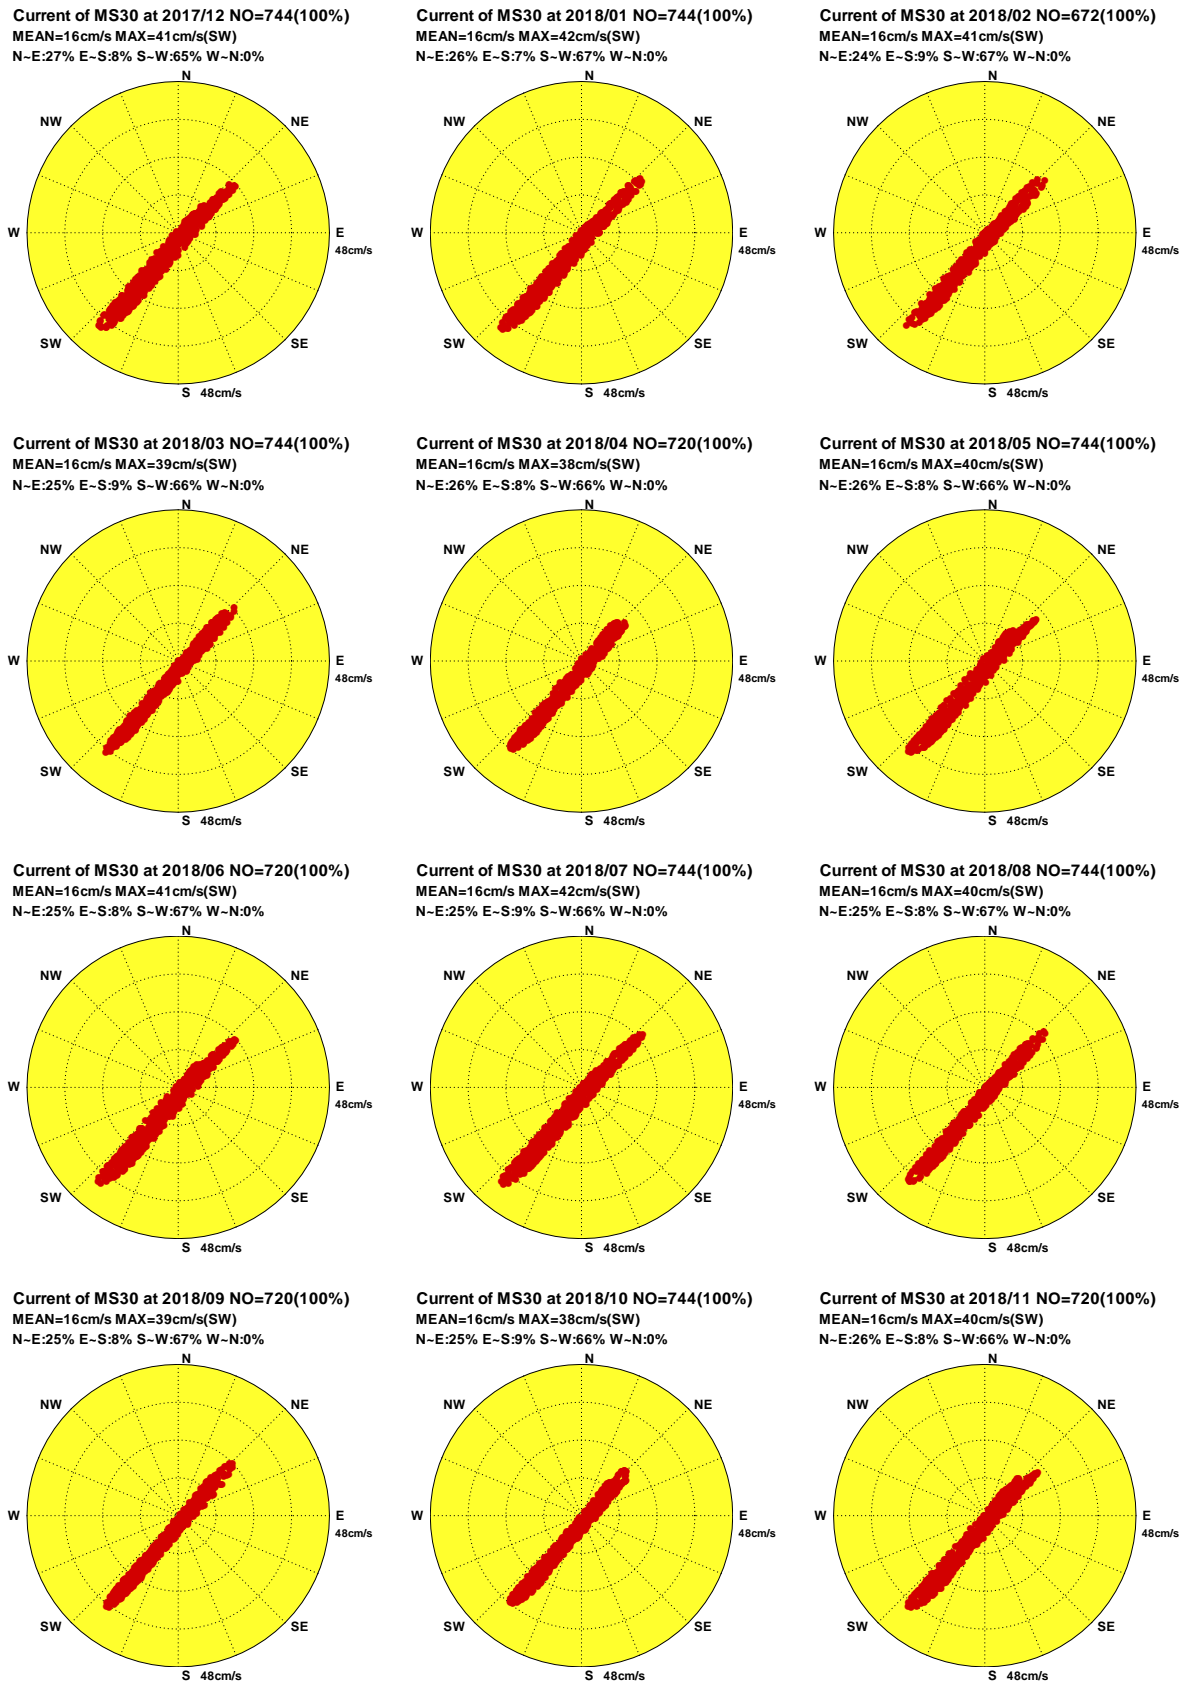 Current of MS30 at 2017/12 NO=744(100%)
MEAN=16cm/s MAX=41cm/s(SW)
N~E:27% E~S:8% S~W:65% W~N:0%
N
NW
NE
W
E
48cm/s
SW
SE
S 48cm/s
Current of MS30 at 2018/01 NO=744(100%)
MEAN=16cm/s MAX=42cm/s(SW)
N~E:26% E~S:7% S~W:67% W~N:0%
N
NW
NE
W
E
48cm/s
SW
SE
S 48cm/s
Current of MS30 at 2018/02 NO=672(100%)
MEAN=16cm/s MAX=41cm/s(SW)
N~E:24% E~S:9% S~W:67% W~N:0%
N
NW
NE
W
E
48cm/s
SW
SE
S 48cm/s
Current of MS30 at 2018/03 NO=744(100%)
MEAN=16cm/s MAX=39cm/s(SW)
N~E:25% E~S:9% S~W:66% W~N:0%
N
NW
NE
W
E
48cm/s
SW
SE
S 48cm/s
Current of MS30 at 2018/04 NO=720(100%)
MEAN=16cm/s MAX=38cm/s(SW)
N~E:26% E~S:8% S~W:66% W~N:0%
N
NW
NE
W
E
48cm/s
SW
SE
S 48cm/s
Current of MS30 at 2018/05 NO=744(100%)
MEAN=16cm/s MAX=40cm/s(SW)
N~E:26% E~S:8% S~W:66% W~N:0%
N
NW
NE
W
E
48cm/s
SW
SE
S 48cm/s
Current of MS30 at 2018/06 NO=720(100%)
MEAN=16cm/s MAX=41cm/s(SW)
N~E:25% E~S:8% S~W:67% W~N:0%
N
NW
NE
W
E
48cm/s
SW
SE
S 48cm/s
Current of MS30 at 2018/07 NO=744(100%)
MEAN=16cm/s MAX=42cm/s(SW)
N~E:25% E~S:9% S~W:66% W~N:0%
N
NW
NE
W
E
48cm/s
SW
SE
S 48cm/s
Current of MS30 at 2018/08 NO=744(100%)
MEAN=16cm/s MAX=40cm/s(SW)
N~E:25% E~S:8% S~W:67% W~N:0%
N
NW
NE
W
E
48cm/s
SW
SE
S 48cm/s
Current of MS30 at 2018/09 NO=720(100%)
MEAN=16cm/s MAX=39cm/s(SW)
N~E:25% E~S:8% S~W:67% W~N:0%
N
NW
NE
W
E
48cm/s
SW
SE
S 48cm/s
Current of MS30 at 2018/10 NO=744(100%)
MEAN=16cm/s MAX=38cm/s(SW)
N~E:25% E~S:9% S~W:66% W~N:0%
N
NW
NE
W
E
48cm/s
SW
SE
S 48cm/s
Current of MS30 at 2018/11 NO=720(100%)
MEAN=16cm/s MAX=40cm/s(SW)
N~E:26% E~S:8% S~W:66% W~N:0%
N
NW
NE
W
E
48cm/s
SW
SE
S 48cm/s